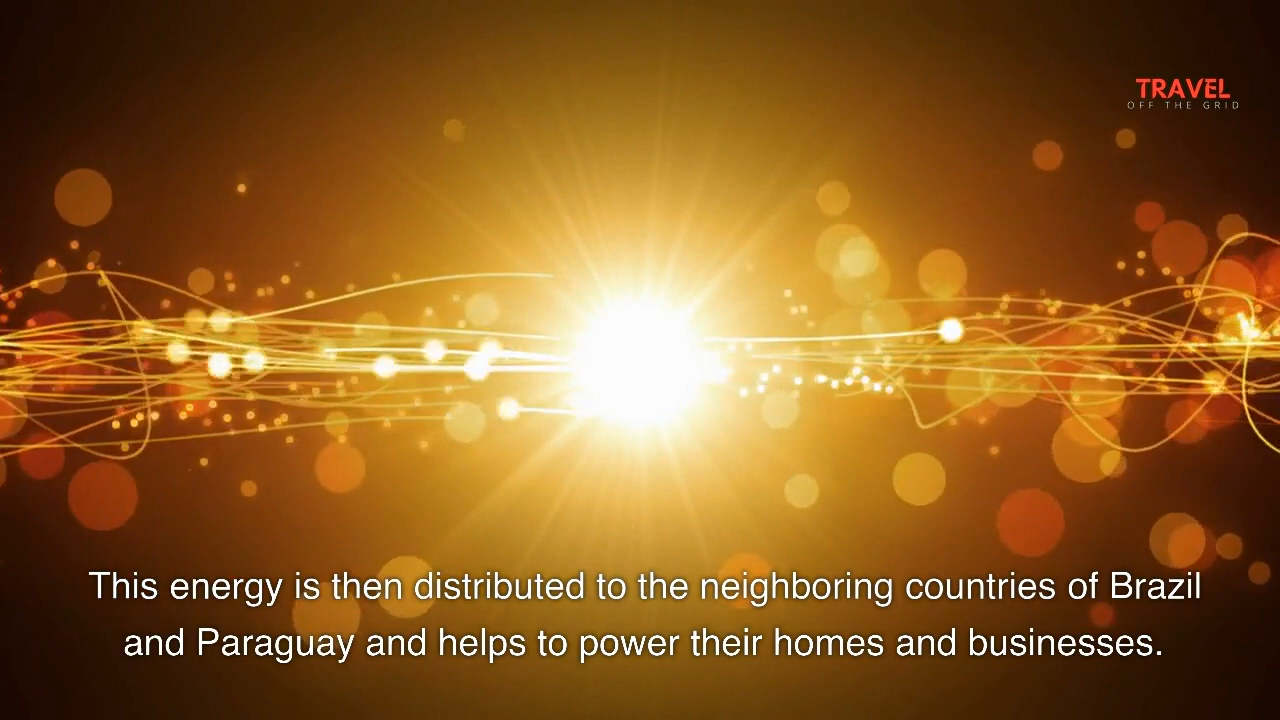 TRAVEL
OFF THE GRID
This energy is then distributed to the neighboring countries of Brazil
and Paraguay and helps to power their homes and businesses.